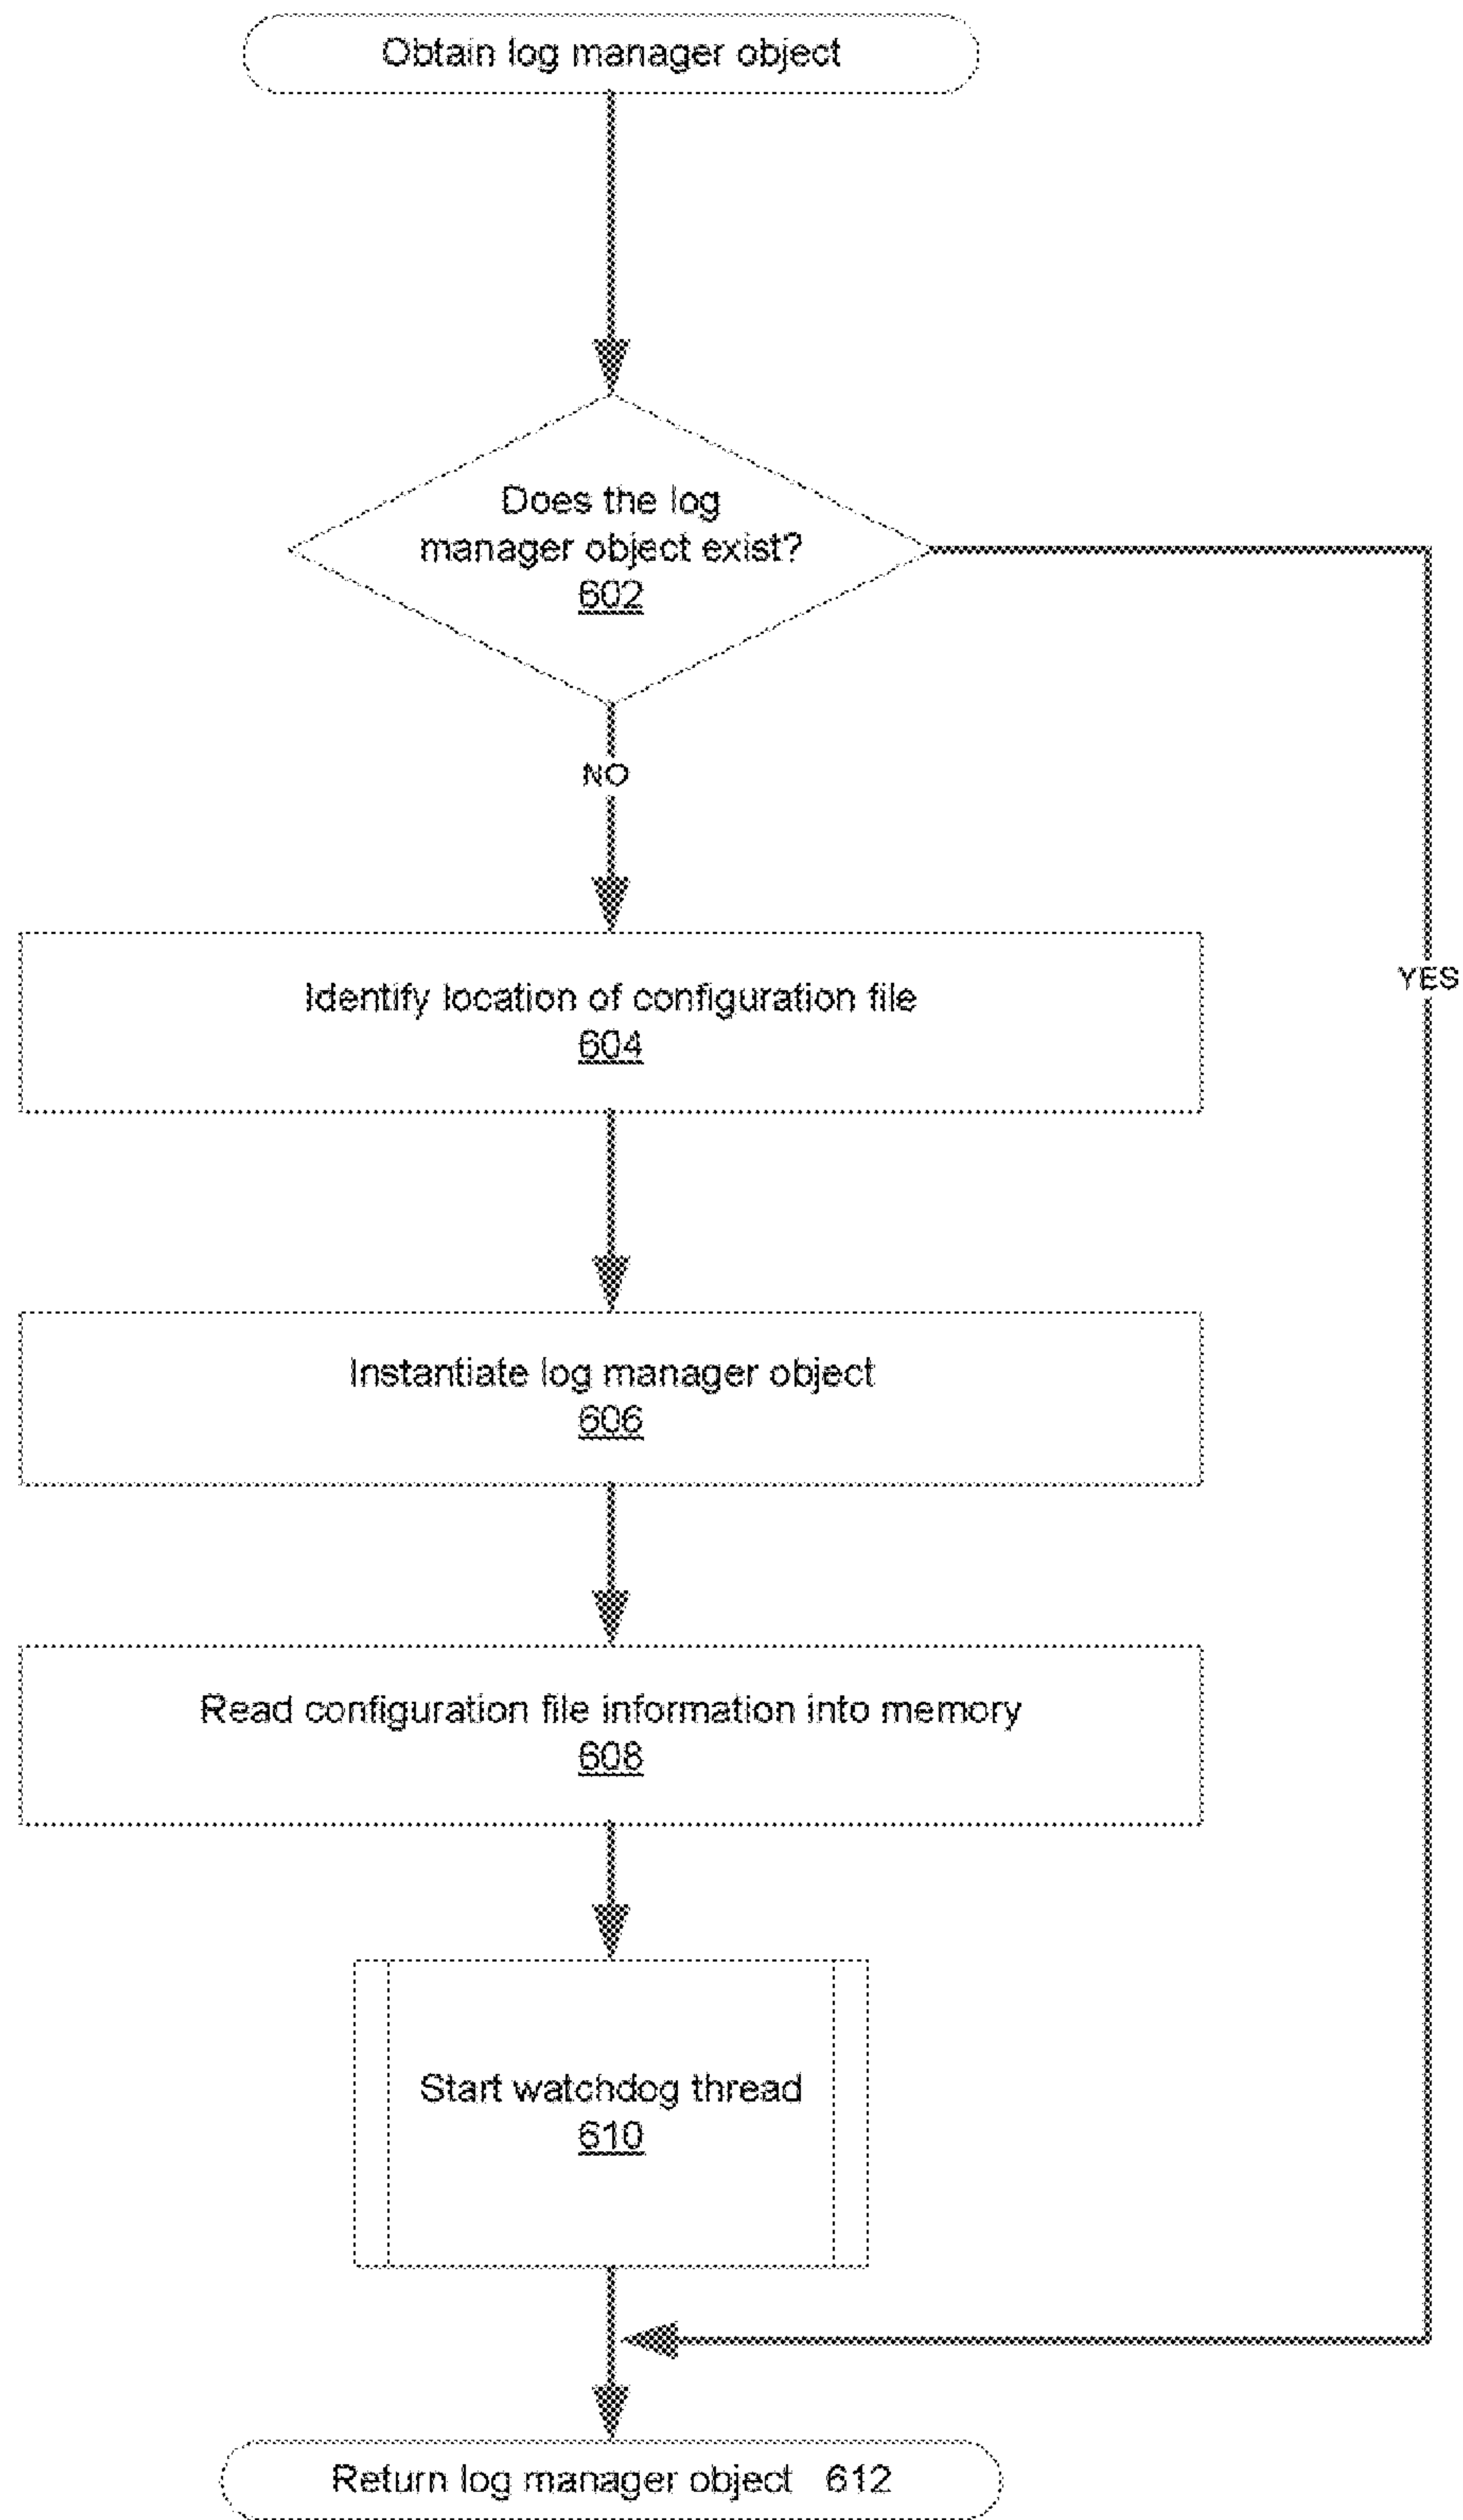 Obtain log manager object
Does the log
manager object exist?
602
NO
Identify location of configuration file
604
YES
Instantiate log manager object
606
Read configuration file information into memory
608
Start watchdog thread
610
Return log manager object 612